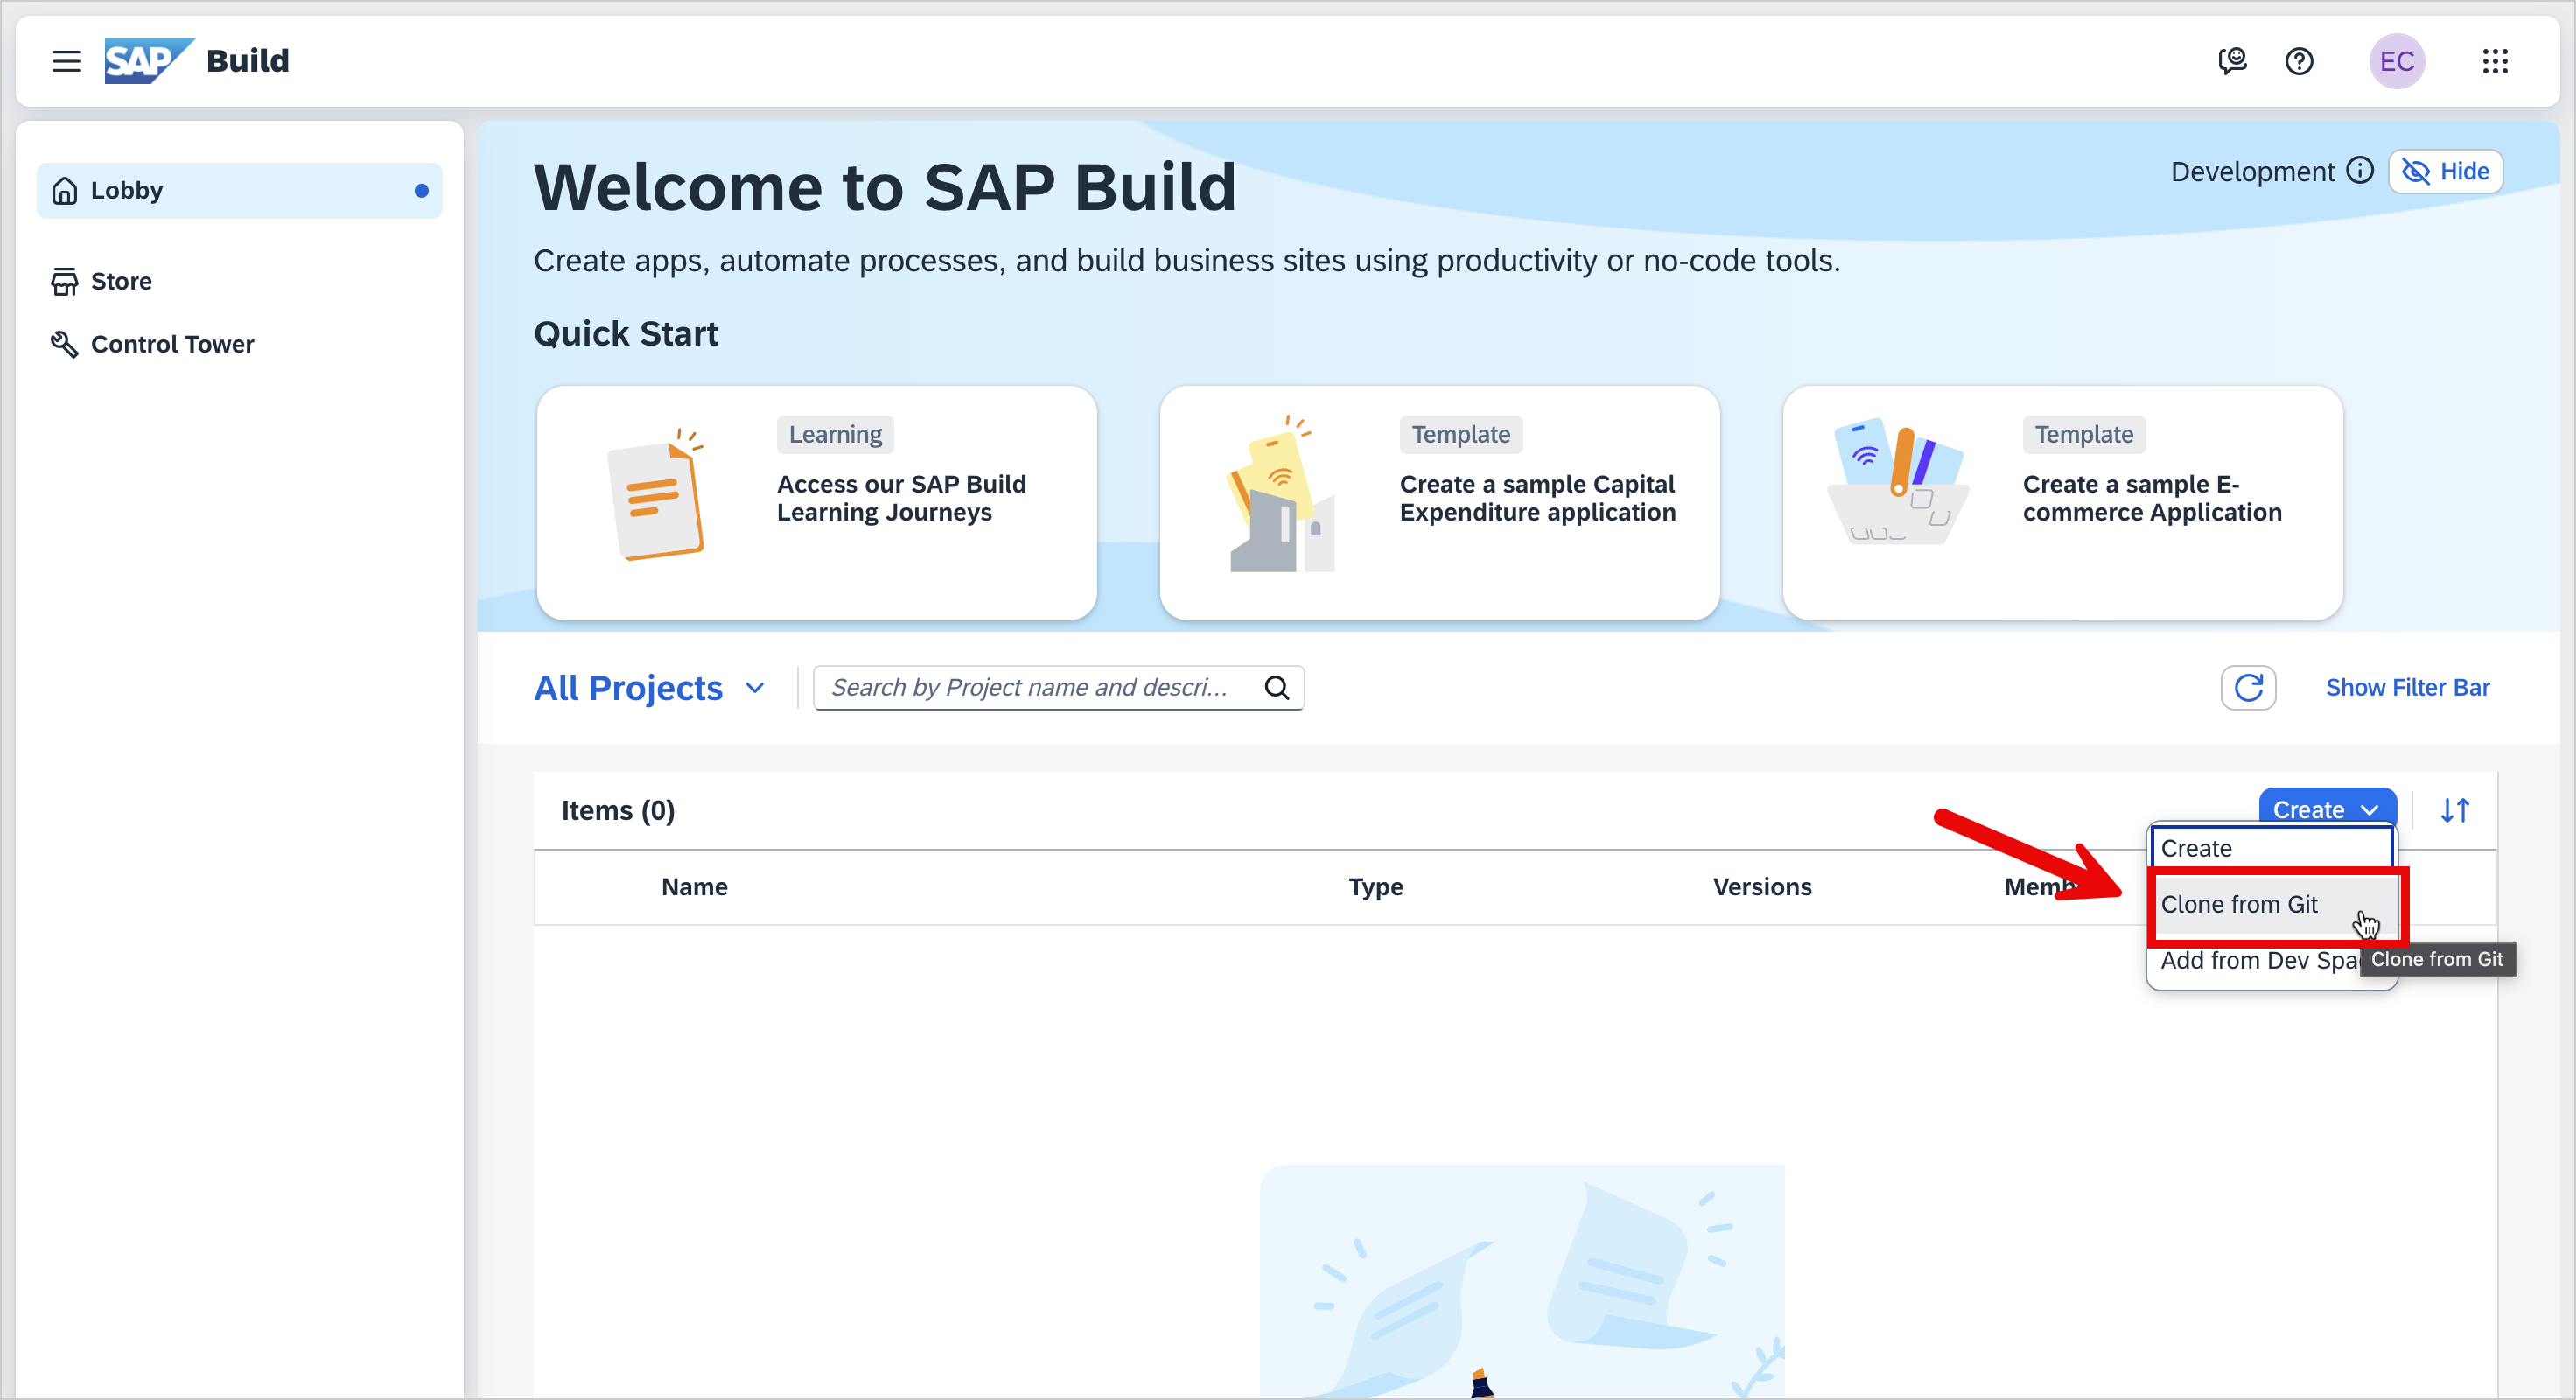 SAP Build
EC
Lobby
Store
Control Tower
Welcome to SAP Build
Development
Hide
Create apps, automate processes, and build business sites using productivity or no-code tools.
Quick Start
Learning
Access our SAP Build
Learning Journeys
Template
Create a sample Capital
Expenditure application
Template
Create a sample E-
commerce Application
All Projects
Search by Project name and descri...
Show Filter Bar
Items (0)
Create
Name
Type
Versions
Create
Clone from Git
Add from Dev
Clone from Git